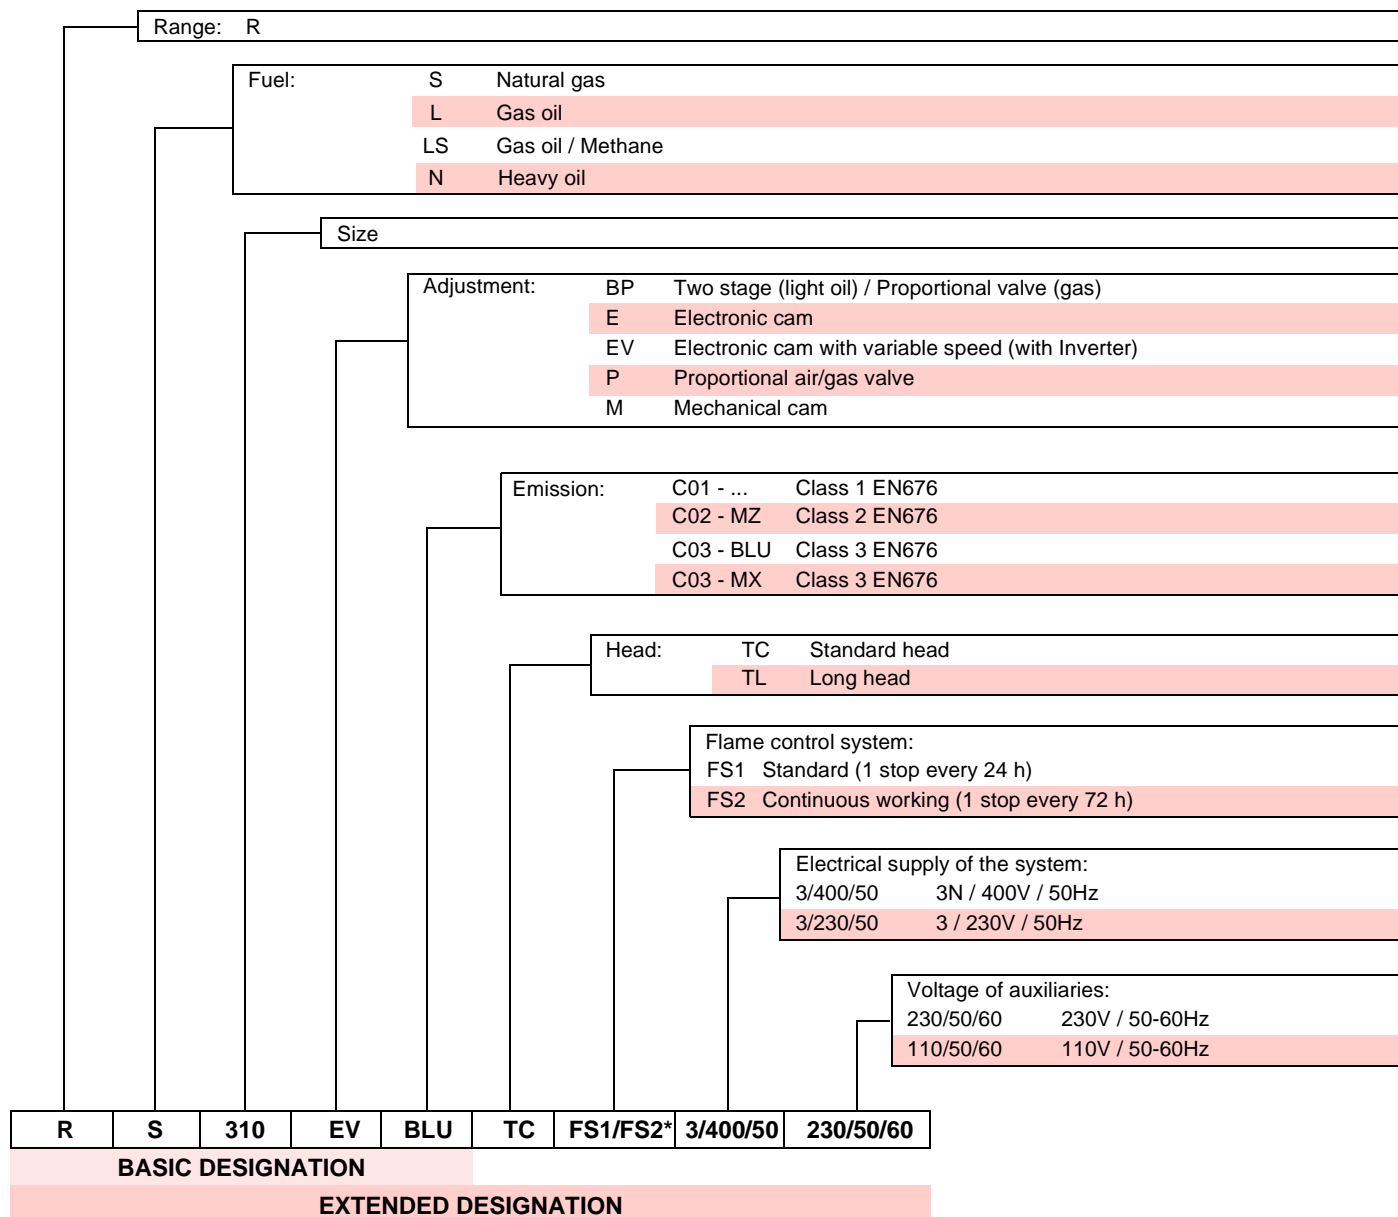 Range: R
Fuel: S Natural gas
L Gas oil
LS Gas oil / Methane
N Heavy oil
Size
Adjustment: BP Two stage (light oil) / Proportional valve (gas)
E Electronic cam
EV Electronic cam with variable speed (with Inverter)
P Proportional air/gas valve
M Mechanical cam
Emission: C01 - ... Class 1 EN676
C02 - MZ Class 2 EN676
C03 - BLU Class 3 EN676
C03 - MX Class 3 EN676
Head: TC Standard head
TL Long head
Flame control system:
FS1 Standard (1 stop every 24 h)
FS2 Continuous working (1 stop every 72 h)
Electrical supply of the system:
3/400/50 3N / 400V / 50Hz
3/230/50 3 / 230V / 50Hz
Voltage of auxiliaries:
230/50/60 230V / 50-60Hz
110/50/60 110V / 50-60Hz
R S 310 EV BLU TC FS1/FS2* 3/400/50 230/50/60
BASIC DESIGNATION
EXTENDED DESIGNATION